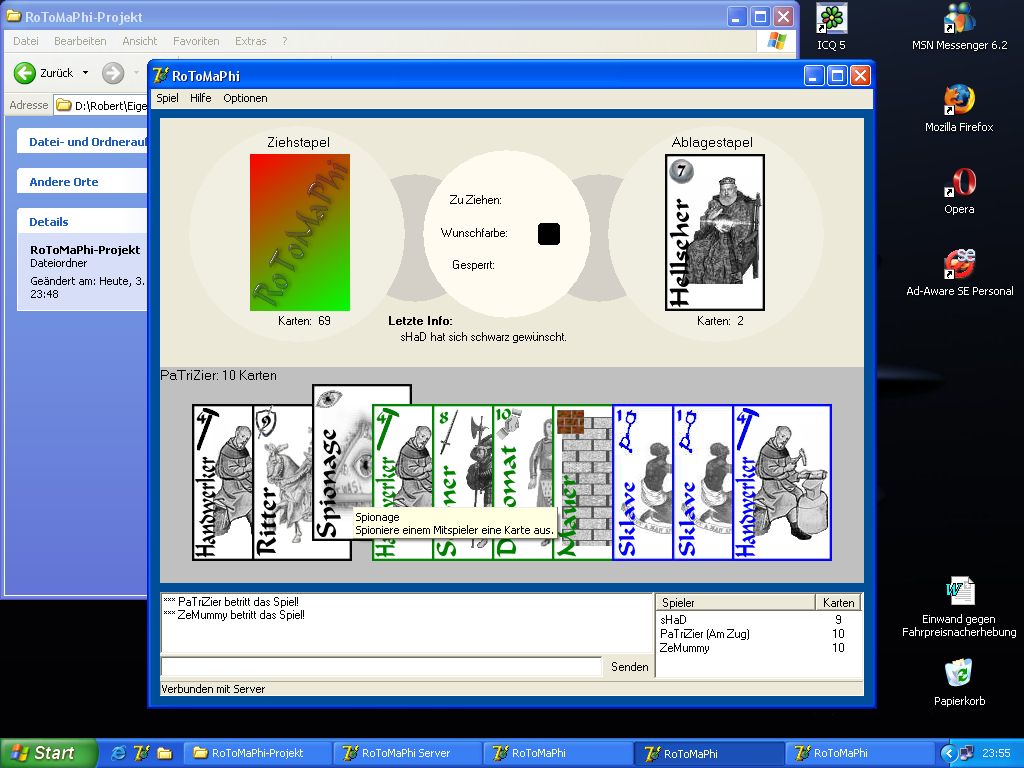 RoToMaPhi-Projekt
Datei Bearbeiten Ansicht Favoriten Extras ?
Zurück
Adresse D:\Robert\Eige
Datei- und Ordnerauf
Andere Orte
Details
RoToMaPhi-Projekt
Dateiordner
Geändert am: Heute, 3.
23:48
RoToMaPhi
Spiel Hilfe Optionen
Ziehstapel
RoToMaPhi
Karten: 69
Zu Ziehen:
Wunschfarbe:
Gesperrt:
Letzte Info:
sHaD hat sich schwarz gewünscht.
Ablagestapel
7
Hellseher
Karten: 2
PaTriZier: 10 Karten
4
Handwerker
9
Ritter
Spionage
4
Handwerker
8
ner
10
Diplomat
Mauer
1
Sklave
1
Sklave
4
Handwerker
Spionage
Spioniere einem Mitspieler eine Karte aus.
*** PaTriZier betritt das Spiel!
*** ZeMummy betritt das Spiel!
Senden
Spieler Karten
sHaD 9
PaTriZier (Am Zug) 10
ZeMummy 10
Verbunden mit Server
ICQ 5
MSN Messenger 6.2
Mozilla Firefox
Opera
Ad-Aware SE Personal
Einwand gegen
Fahrpreisnacherhebung
Papierkorb
Start
RoToMaPhi-Projekt
RoToMaPhi Server
RoToMaPhi
RoToMaPhi
RoToMaPhi
23:55